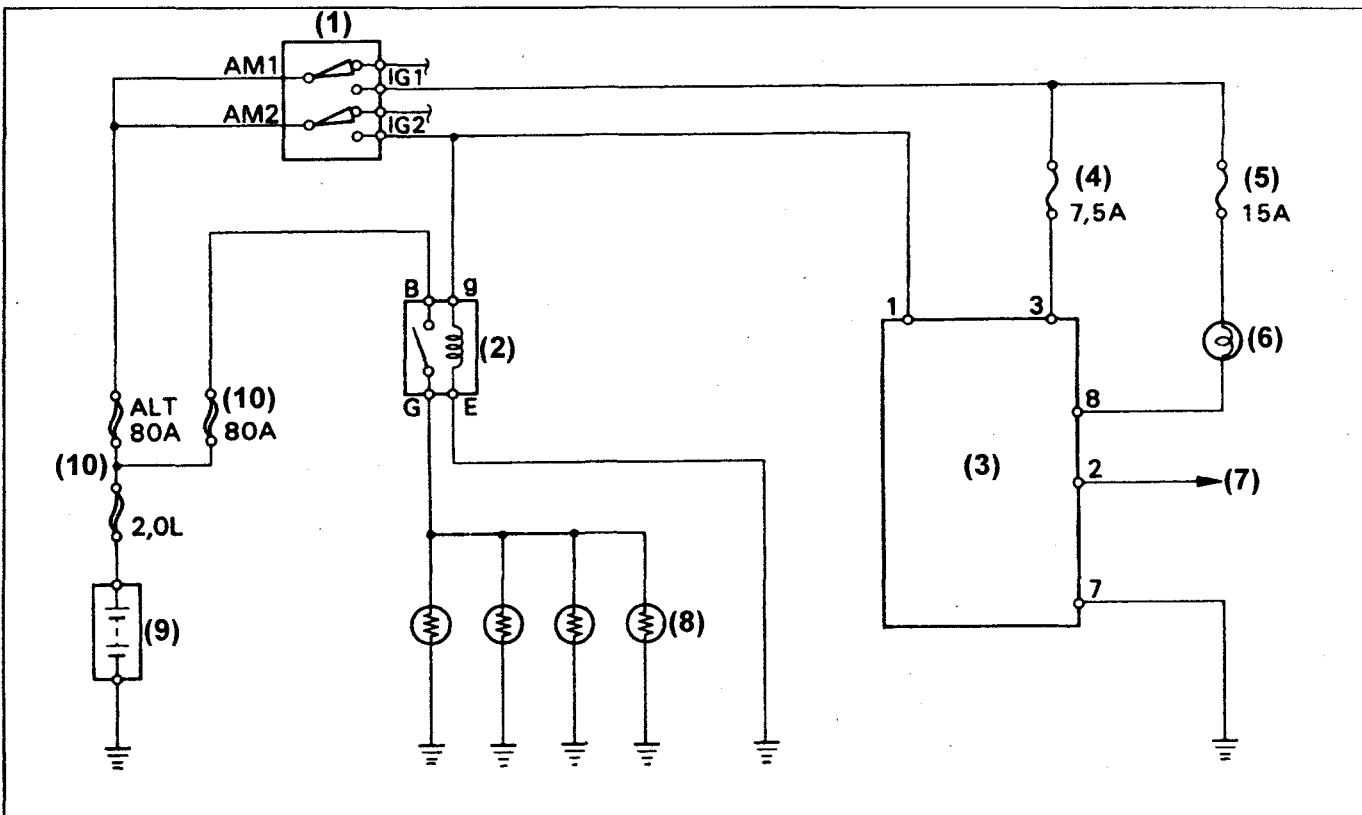 (1)
AM1
IG1
AM2
IG2
(4)
7,5A
(5)
15A
B
g
(2)
G
E
1
3
(6)
8
(3)
2
(7)
7
ALT
80A
(10)
80A
(10)
2,0L
(9)
(8)